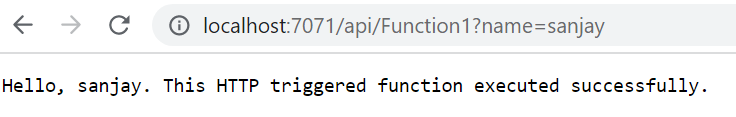 localhost:7071/api/Function1?name=sanjay
Hello, sanjay. This HTTP triggered function executed successfully.